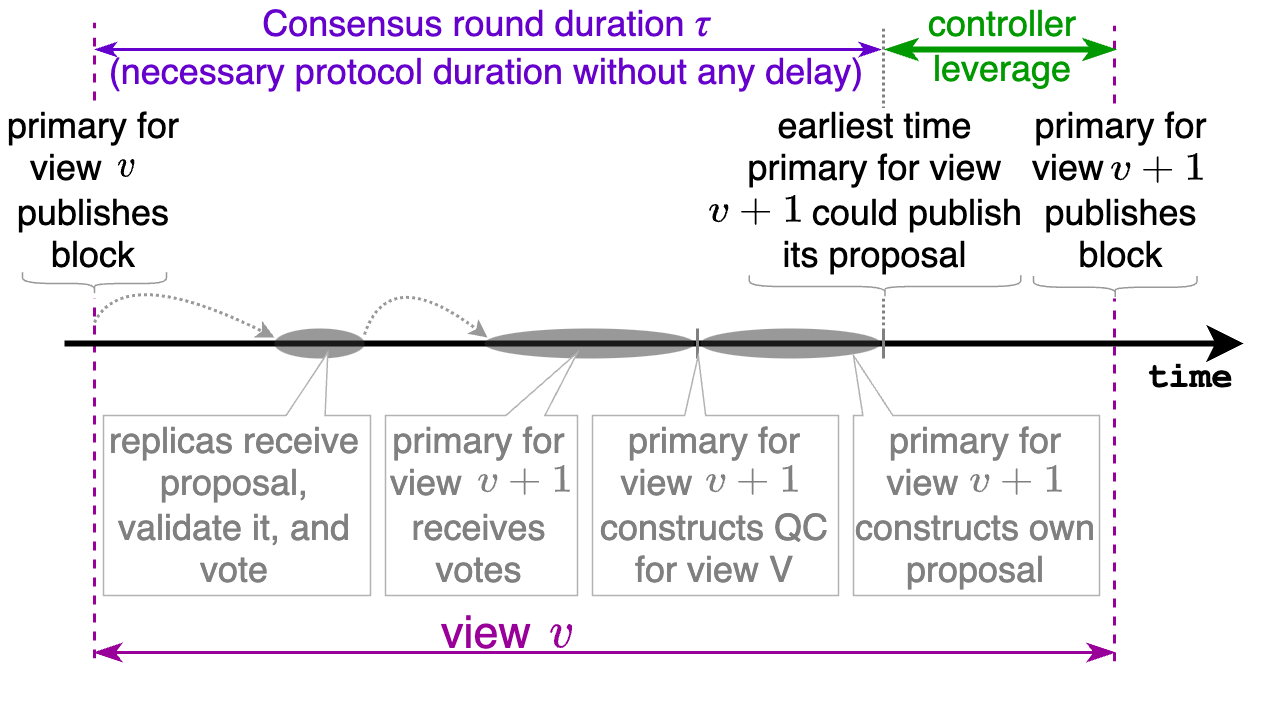 Consensus round duration τ
(necessary protocol duration without any delay)
controller
leverage
primary for
view v
publishes
block
earliest time
primary for view
v + 1 could publish
its proposal
primary for
view v + 1
publishes
block
time
replicas receive
proposal,
validate it, and
vote
primary for
view v + 1
receives
votes
primary for
view v + 1
constructs QC
for view V
primary for
view v + 1
constructs own
proposal
view v